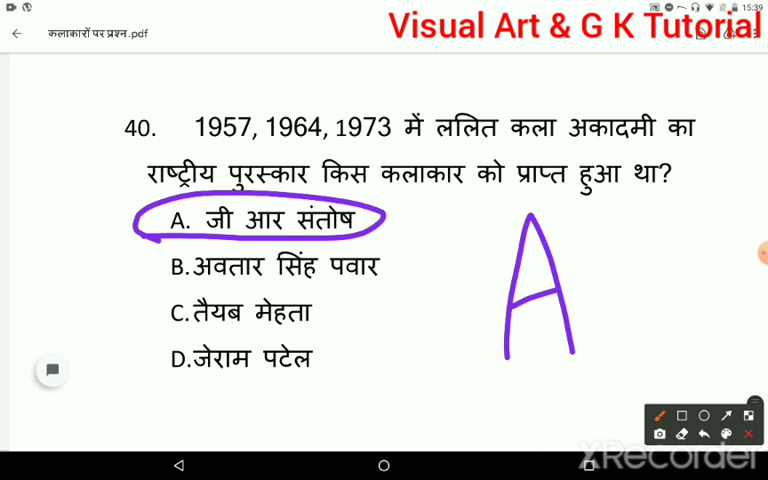 15:39
Visual Art & G K Tutorial
कलाकारों पर प्रश्न.pdf
40. 1957, 1964, 1973 में ललित कला अकादमी का
राष्ट्रीय पुरस्कार किस कलाकार को प्राप्त हुआ था?
A. जी आर संतोष
B.अवतार सिंह पवार
C.तैयब मेहता
D.जेराम पटेल
A
XRecorder